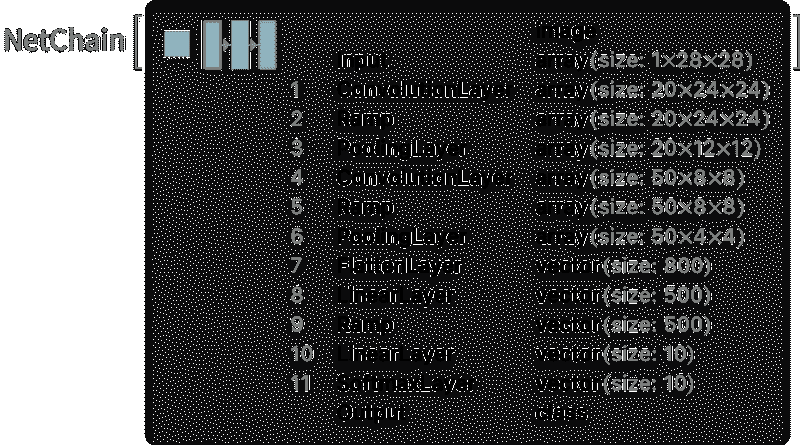 NetChain [ image ]
Input array(size: 1×28×28)
1 ConvolutionLayer array(size: 20×24×24)
2 Ramp array(size: 20×24×24)
3 PoolingLayer array(size: 20×12×12)
4 ConvolutionLayer array(size: 50×8×8)
5 Ramp array(size: 50×8×8)
6 PoolingLayer array(size: 50×4×4)
7 FlattenLayer vector(size: 800)
8 LinearLayer vector(size: 500)
9 Ramp vector(size: 500)
10 LinearLayer vector(size: 10)
11 SoftmaxLayer vector(size: 10)
Output class